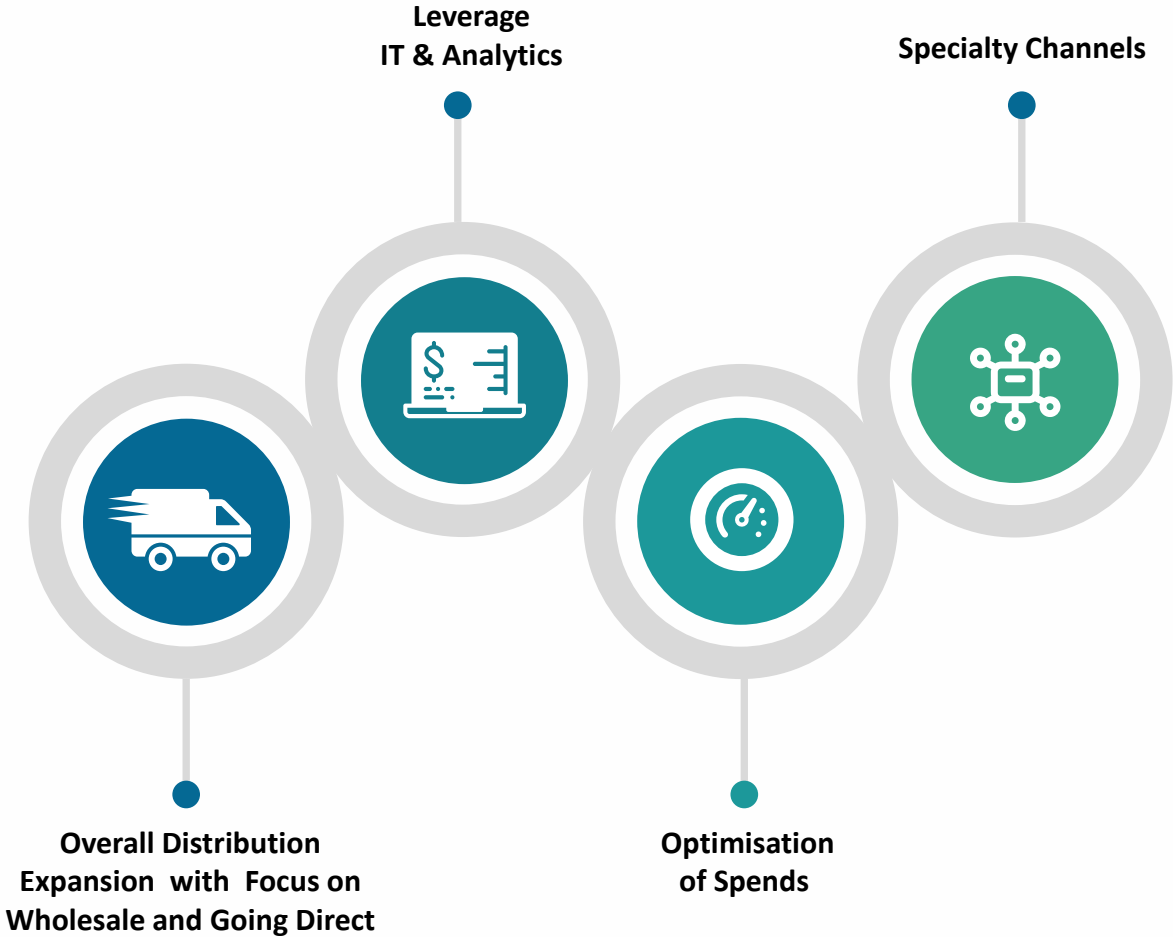 Leverage
IT & Analytics
Specialty Channels
$
Overall Distribution
Expansion with Focus on
Wholesale and Going Direct
Optimisation
of Spends